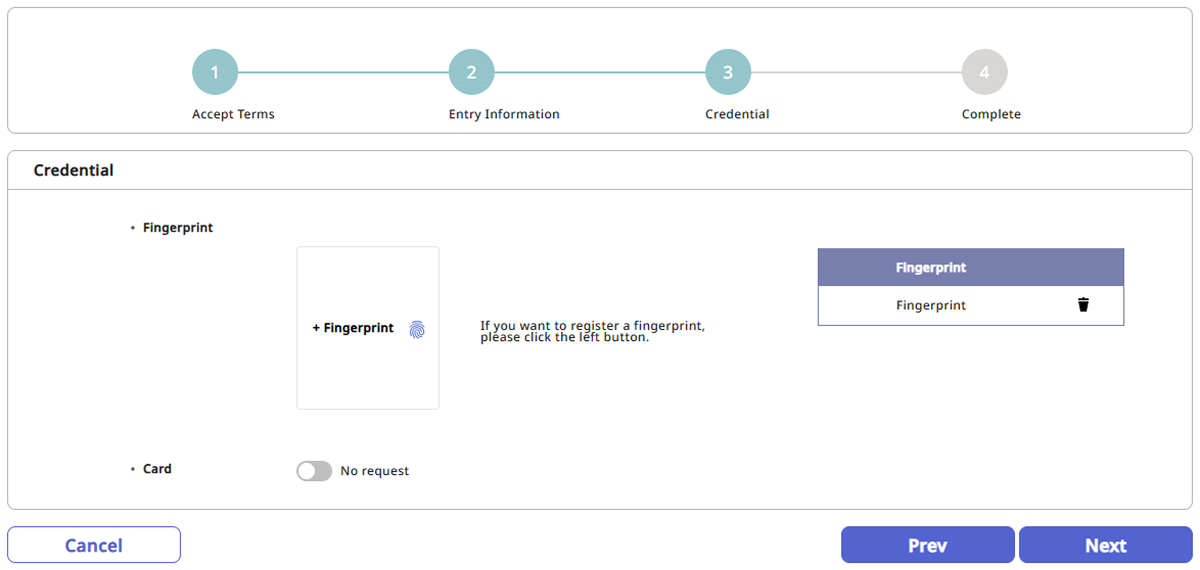 1
2
3
4
Accept Terms
Entry Information
Credential
Complete
Credential
• Fingerprint
+ Fingerprint
If you want to register a fingerprint,
please click the left button.
Fingerprint
Fingerprint
• Card
No request
Cancel
Prev
Next